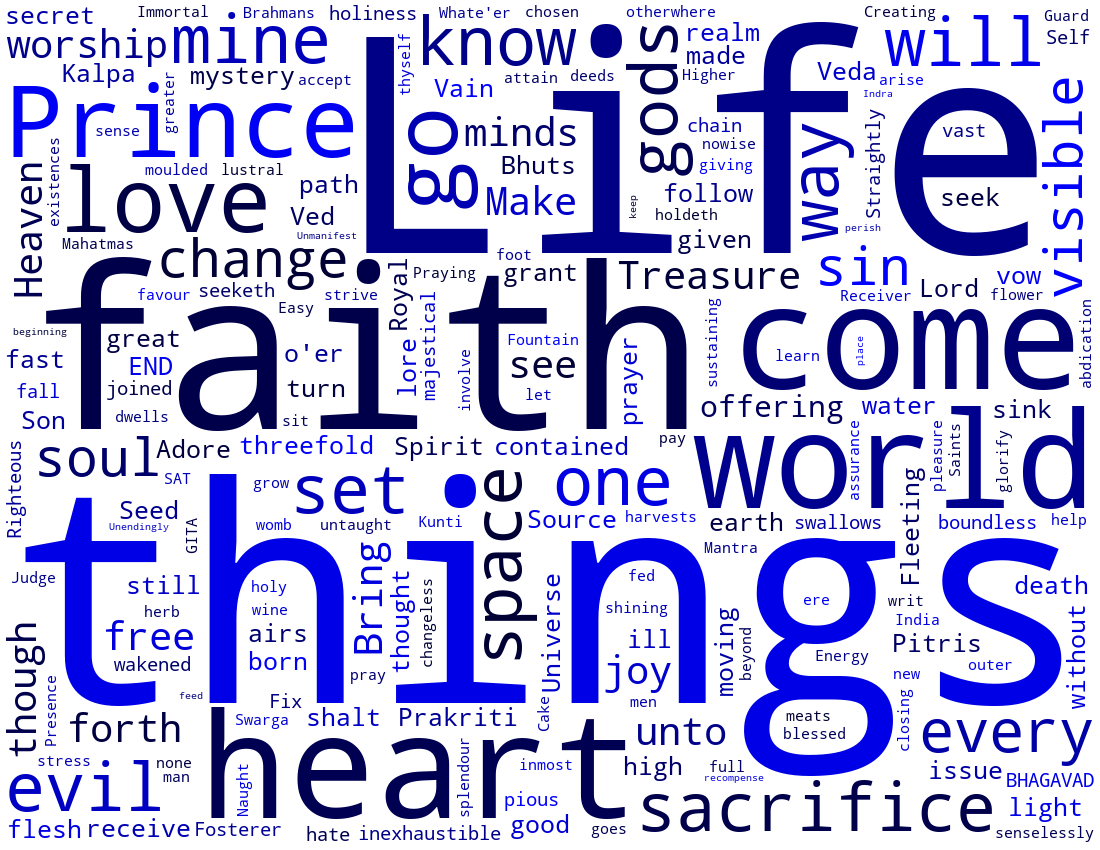 secret
Immortal
Brahmans
holiness
Whate'er
chosen
otherwhere
Creating
Guard
worship
mine
know
gods
realm
made
will
Self
Kalpa
mystery
accept
thyself
Vain
attain
deeds
Higher
Veda
arise
Indra
Prince
sense
greater
Life
go
minds
chain
nowise
vast
visible
existences
moulded
lustral
Bhuts
giving
way
Straightly
Heaven
love
path
Make
keep
follow
holdeth
seek
Ved
Unmanifest
given
perish
Mahatmas
change
foot
Praying
grant
Treasure
sin
Lord
vow
favour
seeketh
Easy
strive
Royal
Receiver
flower
beginning
faith
great
o'er
lore
majestical
involve
Fountain
see
sustaining
come
learn
place
abdication
fast
END
joined
turn
let
prayer
fall
Son
dwells
sit
offering
water
sink
soul
Adore
threefold
Spirit
contained
pay
world
assurance
pleasure
Saints
glorify
Righteous
SAT
grow
set
space
one
Seed
Unendingly
GITA
womb
untaught
Kunti
Source
harvests
earth
swallows
Fleeting
boundless
help
things
Mantra
Judge
still
holy
Bring
thought
changeless
Universe
fed
shining
ere
writ
India
death
herb
wine
free
airs
ill
moving
beyond
Pitris
without
wakened
born
pray
joy
Energy
outer
though
Presence
feed
Fix
men
new
forth
Swarga
shalt
Prakriti
Cake
unto
meats
blessed
closing
every
stress
none
man
Naught
heart
splendour
inmost
high
full
recompense
issue
BHAGAVAD
evil
pious
sacrifice
light
flesh
receive
Fosterer
hate
inexhaustible
good
goes
senselessly